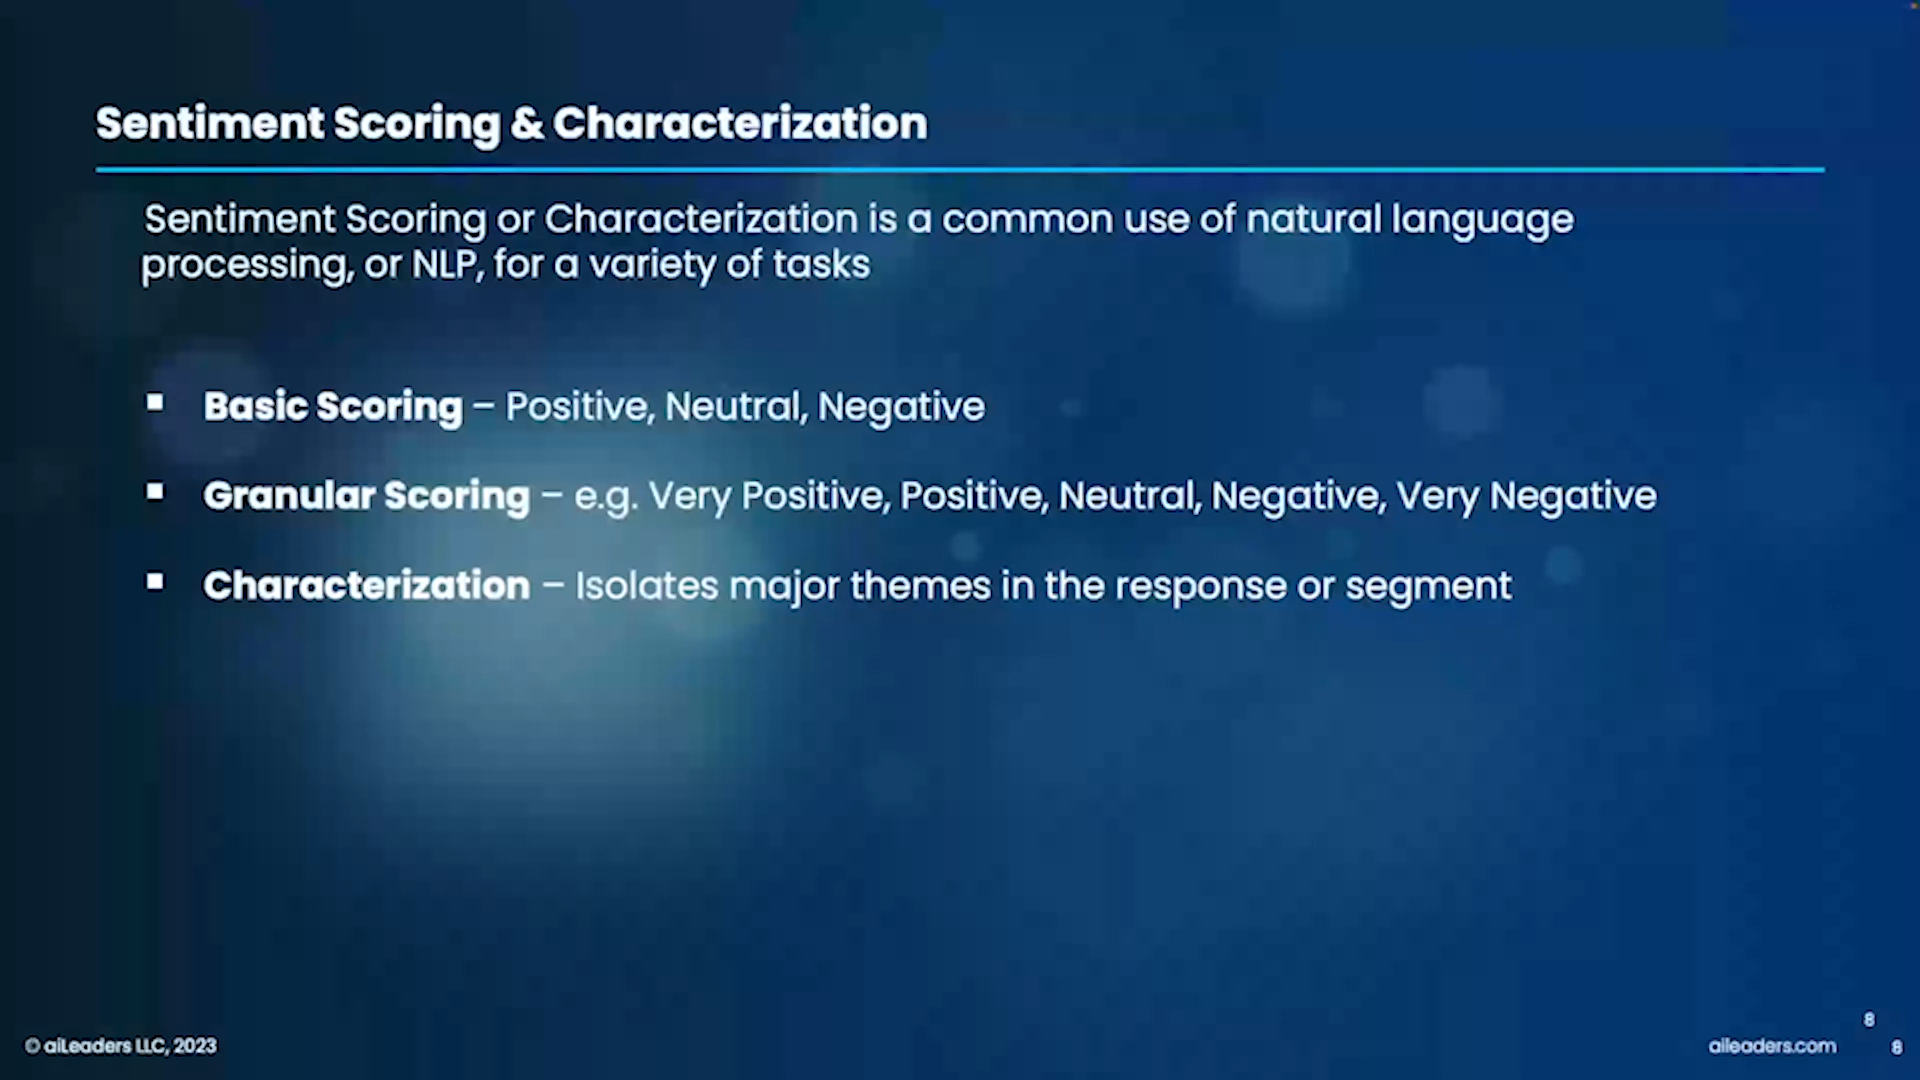 Sentiment Scoring & Characterization
Sentiment Scoring or Characterization is a common use of natural language
processing, or NLP, for a variety of tasks
▪ Basic Scoring – Positive, Neutral, Negative
▪ Granular Scoring – e.g. Very Positive, Positive, Neutral, Negative, Very Negative
▪ Characterization – Isolates major themes in the response or segment
8
© aiLeaders LLC, 2023
aileaders.com
8